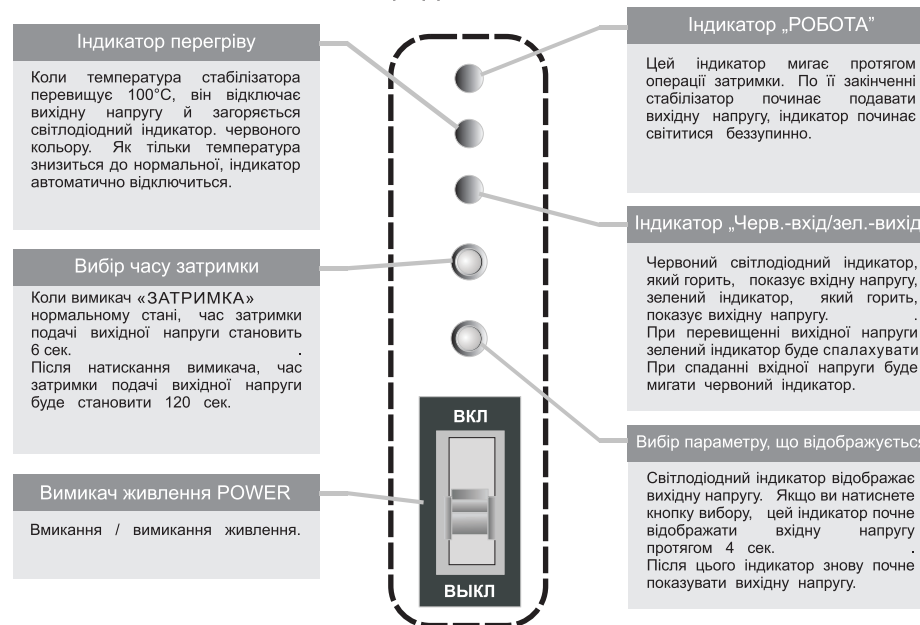 Індикатор перегріву
Коли температура стабілізатора
перевищує 100°C, він відключає
вихідну напругу й загоряється
світлодіодний індикатор. червоного
кольору. Як тільки температура
знизиться до нормальної, індикатор
автоматично відключиться.
Вибір часу затримки
Коли вимикач «ЗАТРИМКА»
нормальному стані, час затримки
подачі вихідної напруги становить
6 сек. .
Після натискання вимикача, час
затримки подачі вихідної напруги
буде становити 120 сек.
Вимикач живлення POWER
Вмикання / вимикання живлення.
ВКЛ
ВЫКЛ
Індикатор „РОБОТА”
Цей індикатор мигає протягом
операції затримки. По її закінченні
стабілізатор починає подавати
вихідну напругу, індикатор починає
світитися беззупинно.
Індикатор „Черв.-вхід/зел.-вихід
Червоний світлодіодний індикатор,
який горить, показує вхідну напругу,
зелений індикатор, який горить,
показує вихідну напругу. .
При перевищенні вихідної напруги
зелений індикатор буде спалахувати
При спаданні вхідної напруги буде
мигати червоний індикатор.
Вибір параметру, що відображується
Світлодіодний індикатор відображає
вихідну напругу. Якщо ви натиснете
кнопку вибору, цей індикатор почне
відображати вхідну напругу
протягом 4 сек. .
Після цього індикатор знову почне
показувати вихідну напругу.